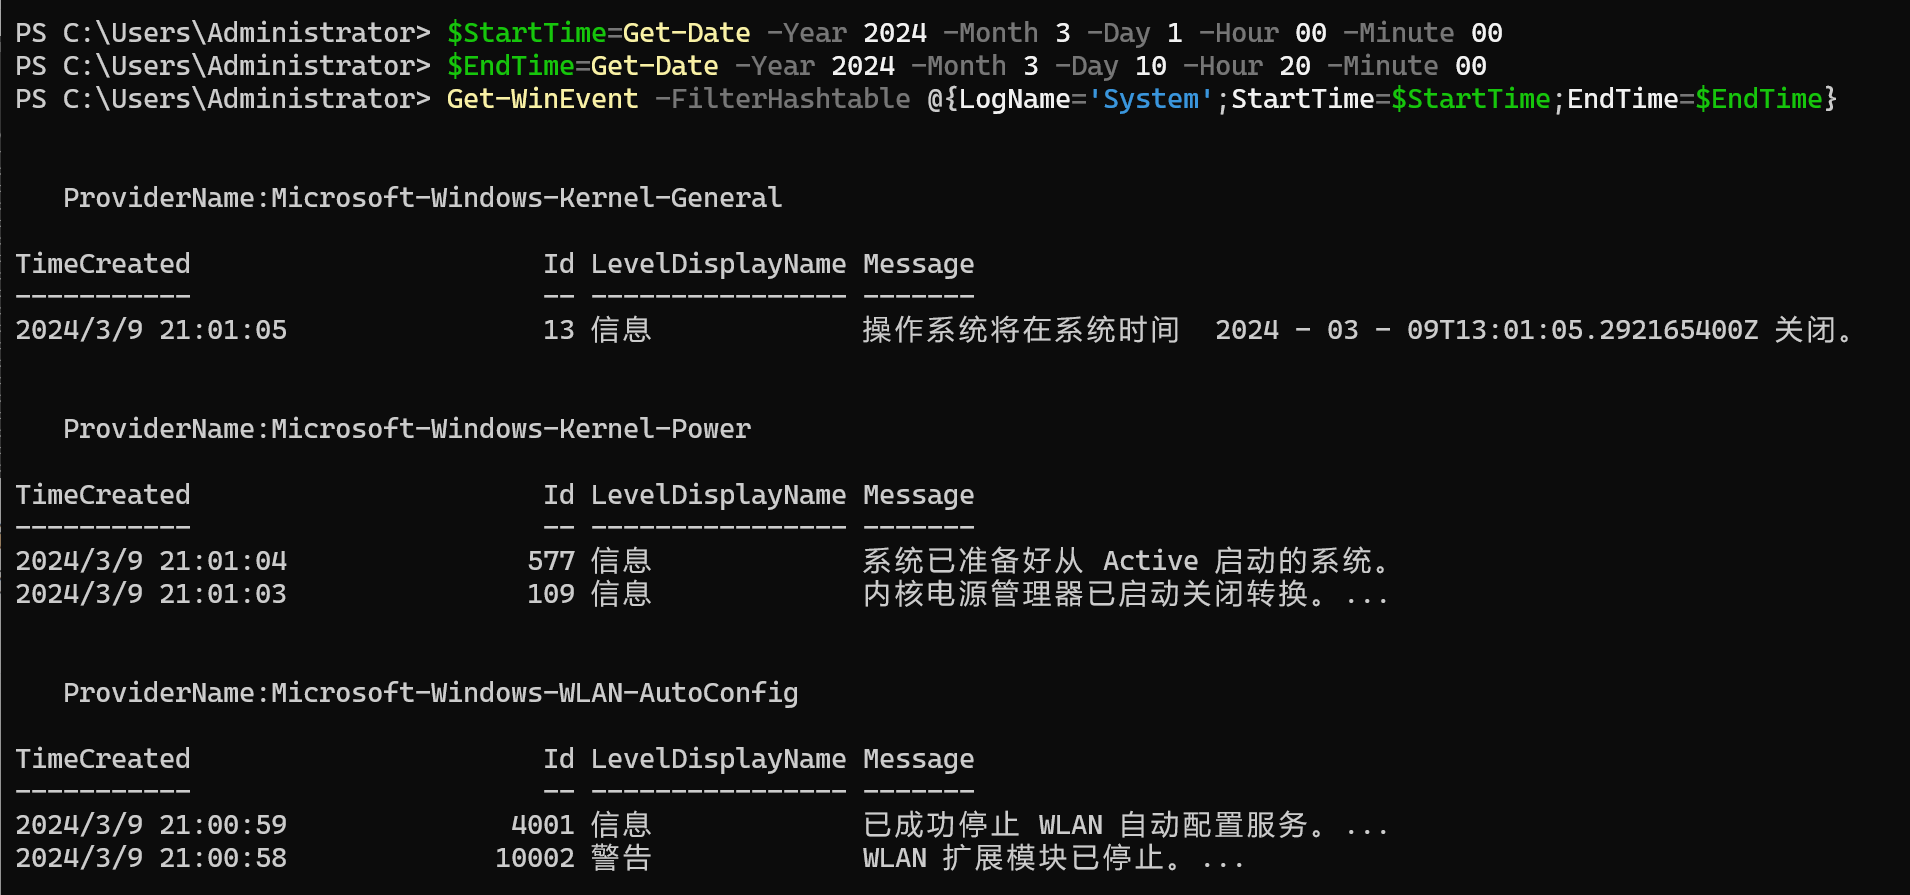 PS C:\Users\Administrator> $StartTime=Get-Date -Year 2024 -Month 3 -Day 1 -Hour 00 -Minute 00
PS C:\Users\Administrator> $EndTime=Get-Date -Year 2024 -Month 3 -Day 10 -Hour 20 -Minute 00
PS C:\Users\Administrator> Get-WinEvent -FilterHashtable @{LogName='System';StartTime=$StartTime;EndTime=$EndTime}
ProviderName:Microsoft-Windows-Kernel-General
TimeCreated Id LevelDisplayName Message
----------- -- ---------------- -------
2024/3/9 21:01:05 13 信息 操作系统将在系统时间 2024 - 03 - 09T13:01:05.292165400Z 关闭。
ProviderName:Microsoft-Windows-Kernel-Power
TimeCreated Id LevelDisplayName Message
----------- -- ---------------- -------
2024/3/9 21:01:04 577 信息 系统已准备好从 Active 启动的系统。
2024/3/9 21:01:03 109 信息 内核电源管理器已启动关闭转换。...
ProviderName:Microsoft-Windows-WLAN-AutoConfig
TimeCreated Id LevelDisplayName Message
----------- -- ---------------- -------
2024/3/9 21:00:59 4001 信息 已成功停止 WLAN 自动配置服务。...
2024/3/9 21:00:58 10002 警告 WLAN 扩展模块已停止。...